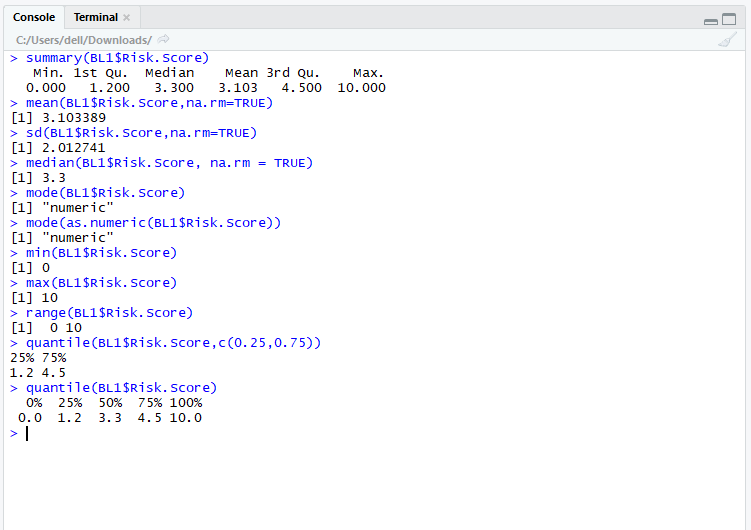 Console Terminal ×
C:/Users/dell/Downloads/
> summary(BL1$Risk.Score)
   Min. 1st Qu.  Median    Mean 3rd Qu.    Max.
  0.000   1.200   3.300   3.103   4.500  10.000
> mean(BL1$Risk.Score,na.rm=TRUE)
[1] 3.103389
> sd(BL1$Risk.Score,na.rm=TRUE)
[1] 2.012741
> median(BL1$Risk.Score, na.rm = TRUE)
[1] 3.3
> mode(BL1$Risk.Score)
[1] "numeric"
> mode(as.numeric(BL1$Risk.Score))
[1] "numeric"
> min(BL1$Risk.Score)
[1] 0
> max(BL1$Risk.Score)
[1] 10
> range(BL1$Risk.Score)
[1]  0 10
> quantile(BL1$Risk.Score,c(0.25,0.75))
25% 75%
1.2 4.5
> quantile(BL1$Risk.Score)
  0%  25%  50%  75% 100%
 0.0  1.2  3.3  4.5 10.0
>